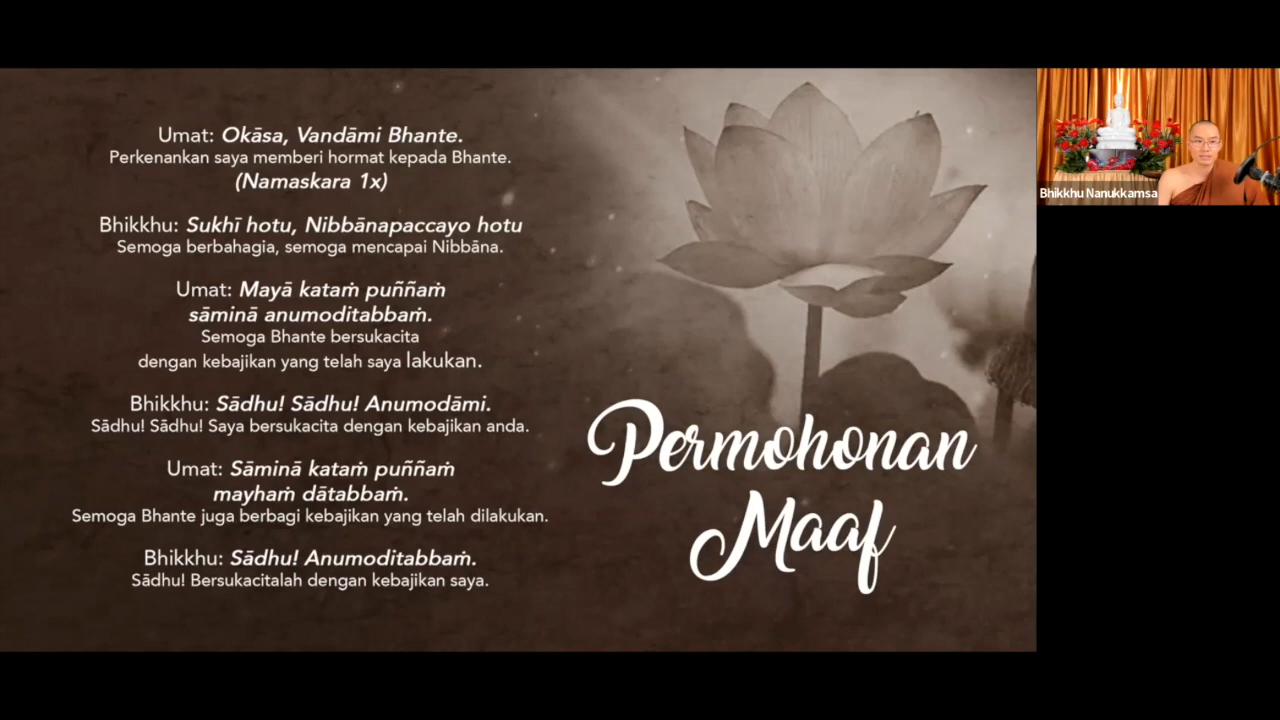 Umat: Okāsa, Vandāmi Bhante.
Perkenankan saya memberi hormat kepada Bhante.
(Namaskara 1x)
Bhikkhu: Sukhī hotu, Nibbānapaccayo hotu
Semoga berbahagia, semoga mencapai Nibbāna.
Umat: Mayā kataṁ puññaṁ
sāminā anumoditabbaṁ.
Semoga Bhante bersukacita
dengan kebajikan yang telah saya lakukan.
Bhikkhu: Sādhu! Sādhu! Anumodāmi.
Sādhu! Sādhu! Saya bersukacita dengan kebajikan anda.
Umat: Sāminā kataṁ puññaṁ
mayhaṁ dātabbaṁ.
Semoga Bhante juga berbagi kebajikan yang telah dilakukan.
Bhikkhu: Sādhu! Anumoditabbaṁ.
Sādhu! Bersukacitalah dengan kebajikan saya.
Permohonan
Maaf
Bhikkhu Nanukkamsa